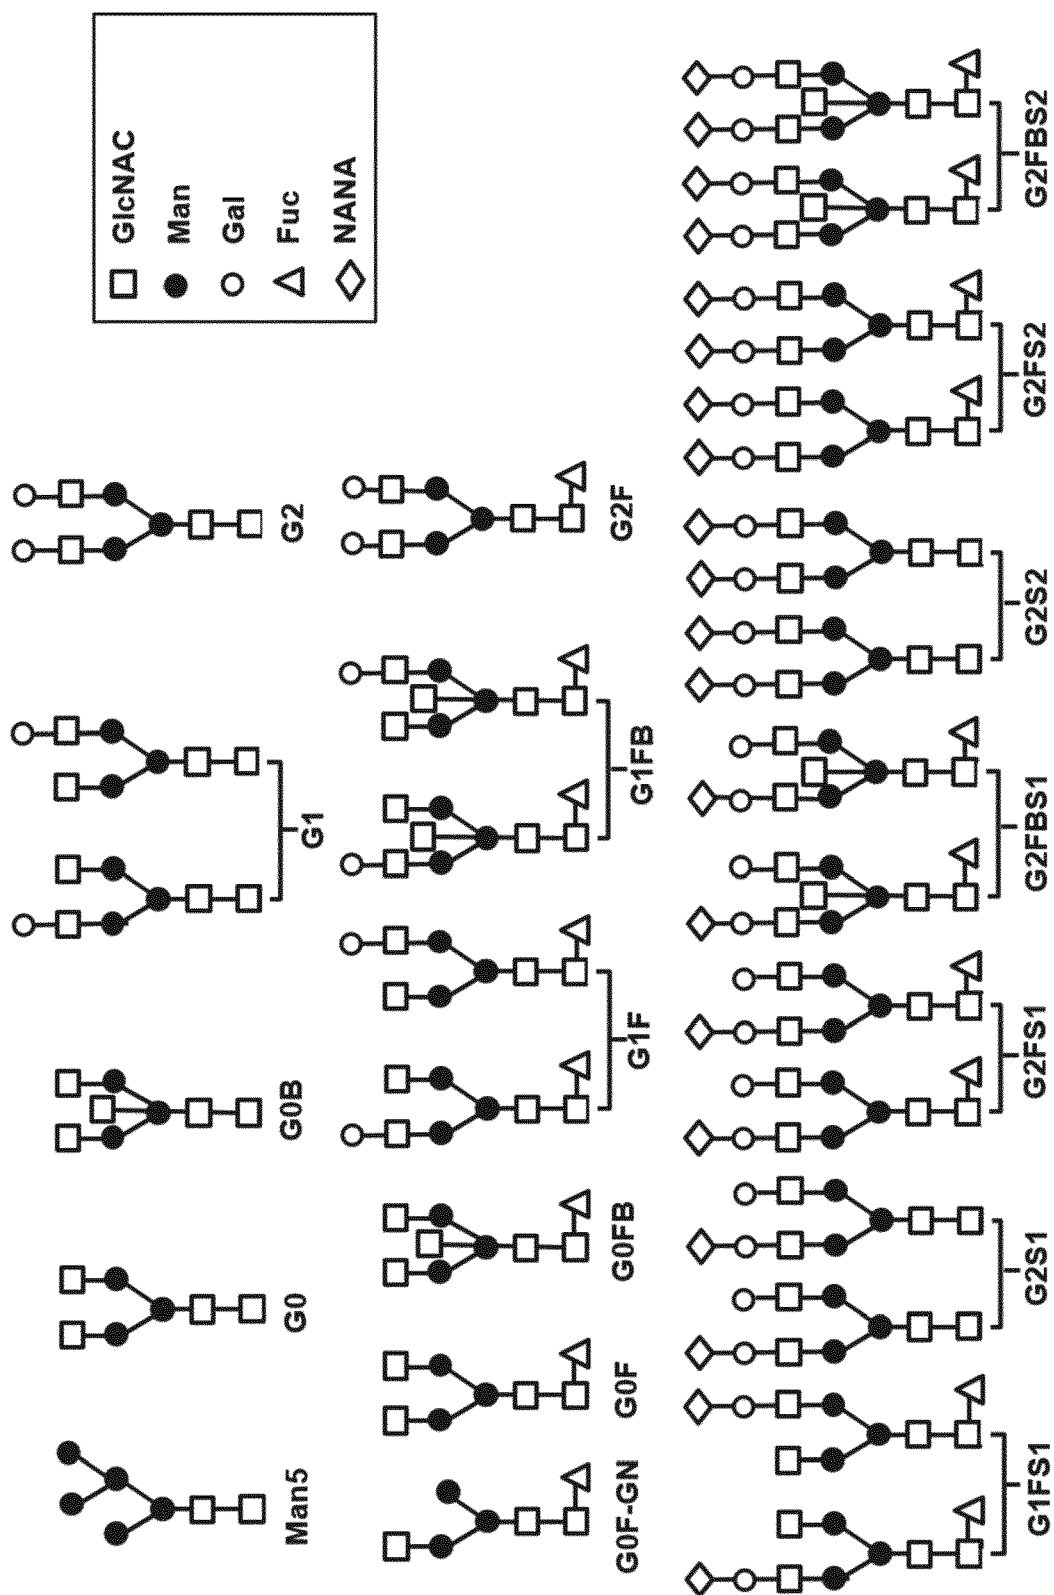 GlcNAC
Man
Gal
Fuc
NANA
Man5
G0
G0B
G1
G2
G0F-GN
G0F
G0FB
G1F
G1FB
G2F
G1FS1
G2S1
G2FS1
G2FBS1
G2S2
G2FS2
G2FBS2